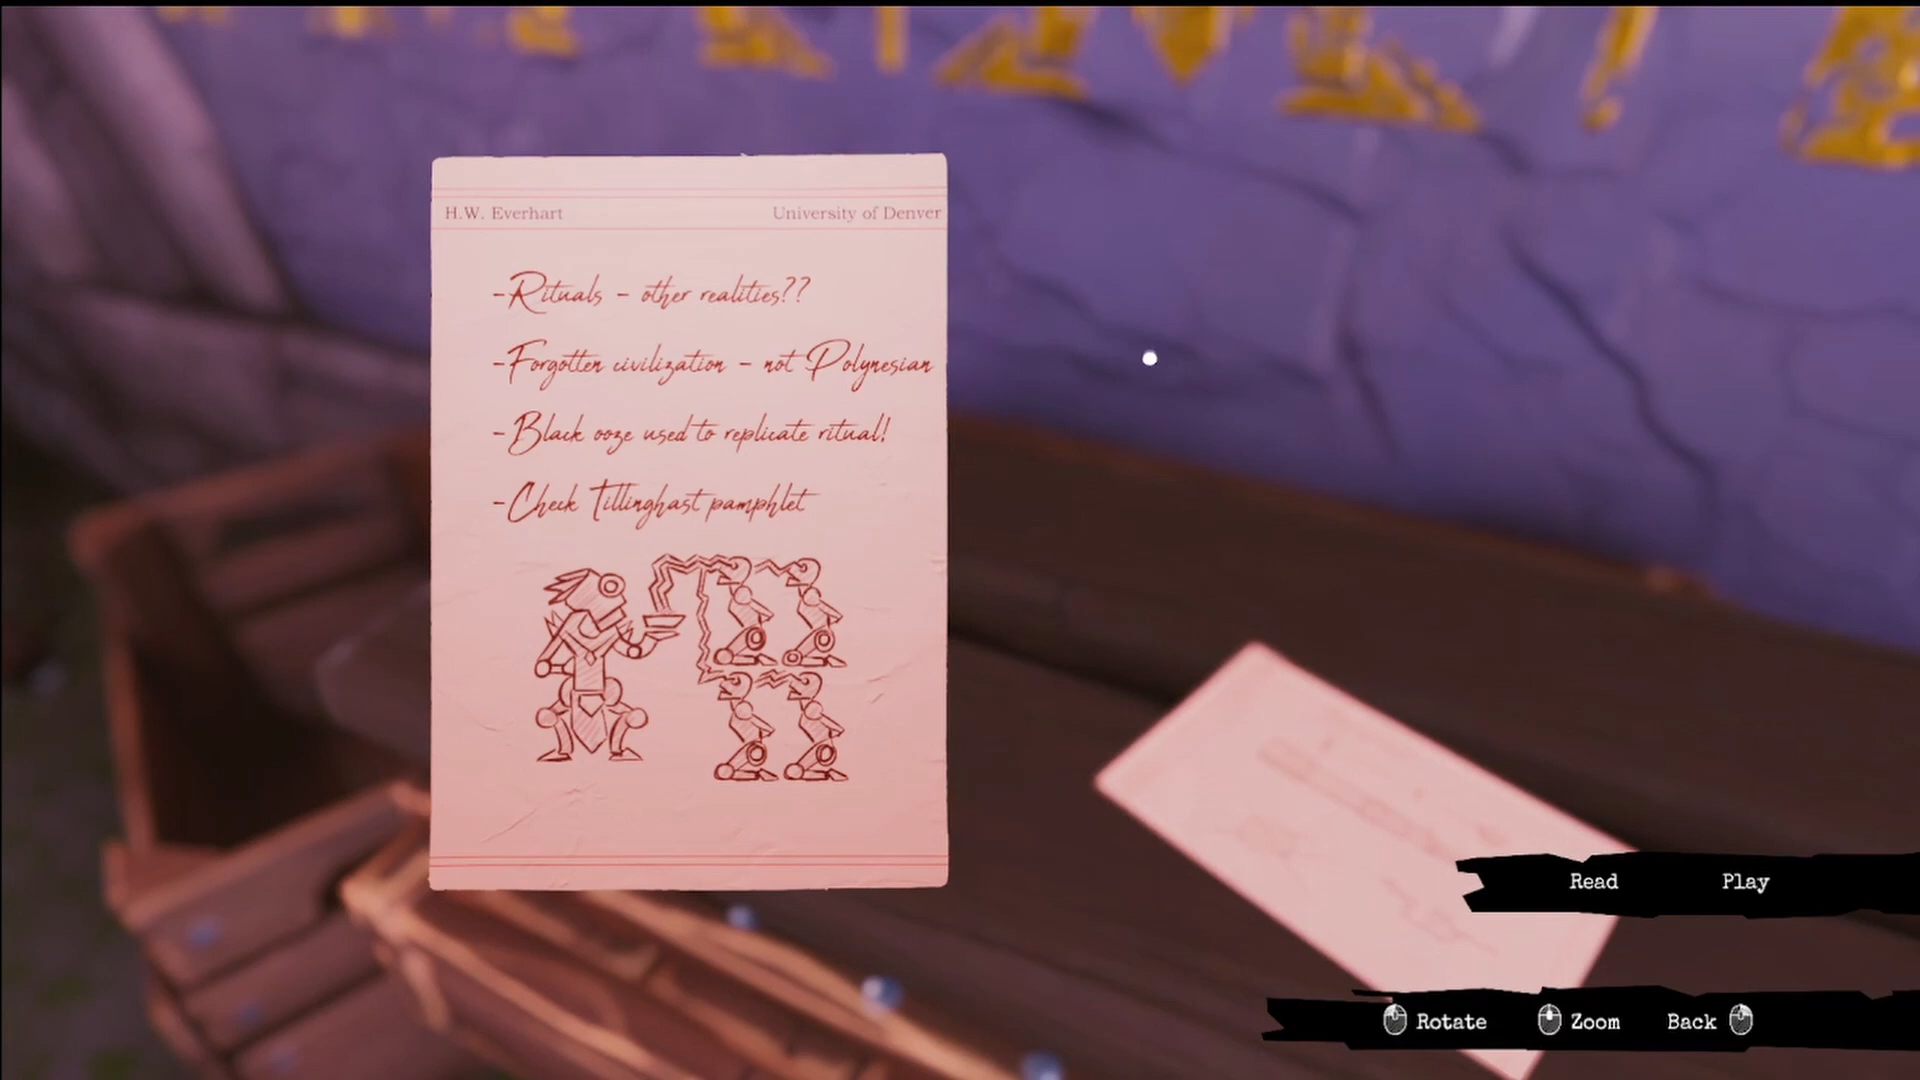 H.W. Everhart University of Denver
-Rituals - other realities??
-Forgotten civilization - not Polynesian
-Black ooze used to replicate ritual!
-Check Tillinghast pamphlet
Read Play
Rotate Zoom Back